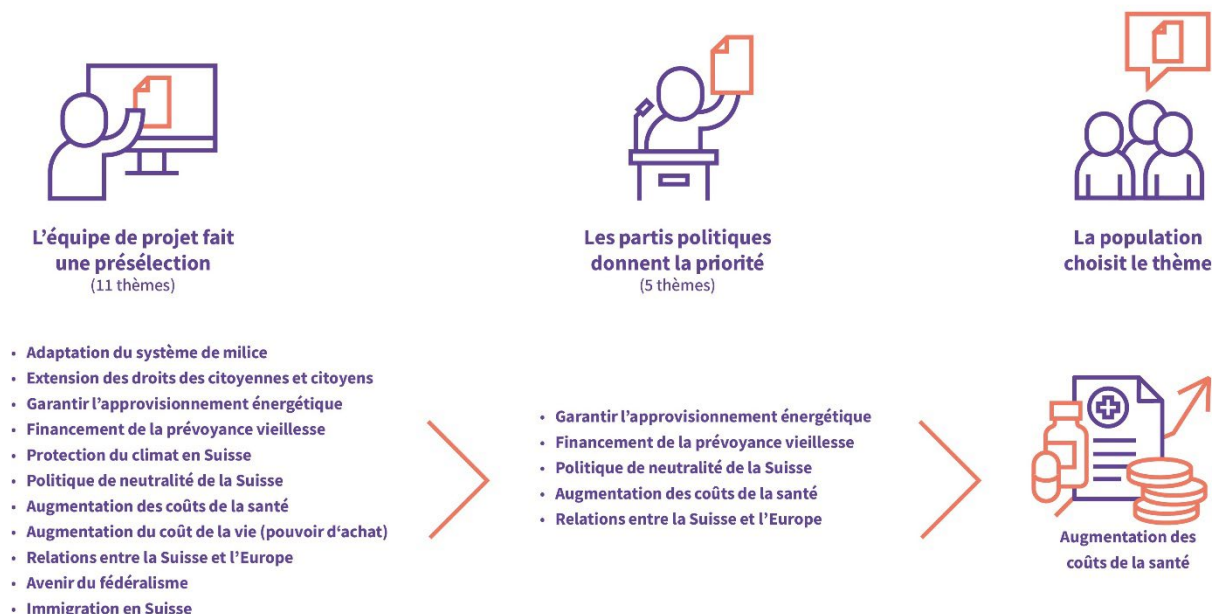 L'équipe de projet fait
une présélection
(11 thèmes)
Les partis politiques
donnent la priorité
(5 thèmes)
La population
choisit le thème
• Adaptation du système de milice
• Extension des droits des citoyennes et citoyens
• Garantir l'approvisionnement énergétique
• Financement de la prévoyance vieillesse
• Protection du climat en Suisse
• Politique de neutralité de la Suisse
• Augmentation des coûts de la santé
• Augmentation du coût de la vie (pouvoir d‘achat)
• Relations entre la Suisse et l'Europe
• Avenir du fédéralisme
• Immigration en Suisse
• Garantir l'approvisionnement énergétique
• Financement de la prévoyance vieillesse
• Politique de neutralité de la Suisse
• Augmentation des coûts de la santé
• Relations entre la Suisse et l'Europe
Augmentation des
coûts de la santé